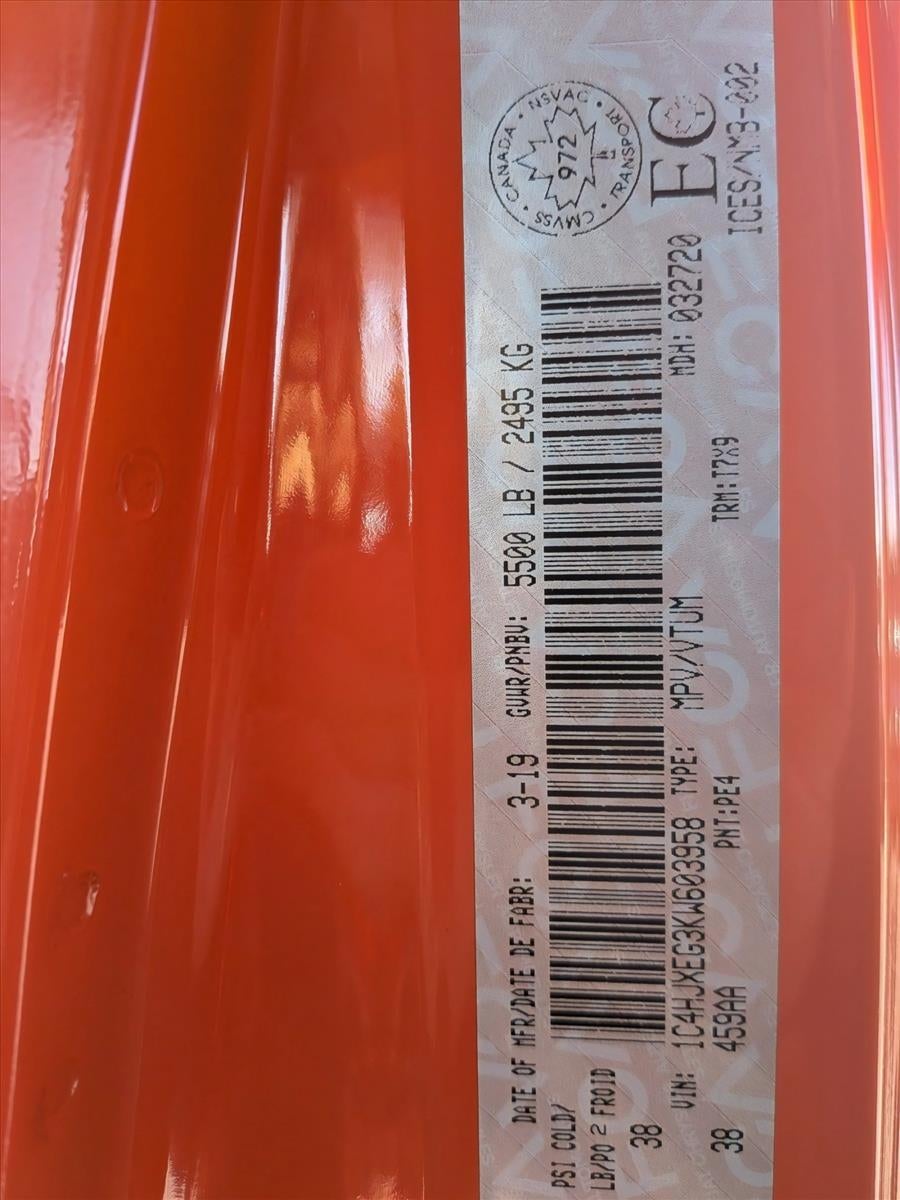 DATE OF MFR/DATE DE FABR: 3-19 GVWR/PNBV: 5500 LB / 2495 KG
PSI COLD/
LB/PO 2 FROID
38
VIN: 1C4HJXEG3KW603958 TYPE: MPV/VTUM MDH: 032720
38 459AA PNT:PE4 TRM:T7X9
CANADA • NSVAC • TRANSPORT • CMVSS
972
EC
ICES/NMB-002